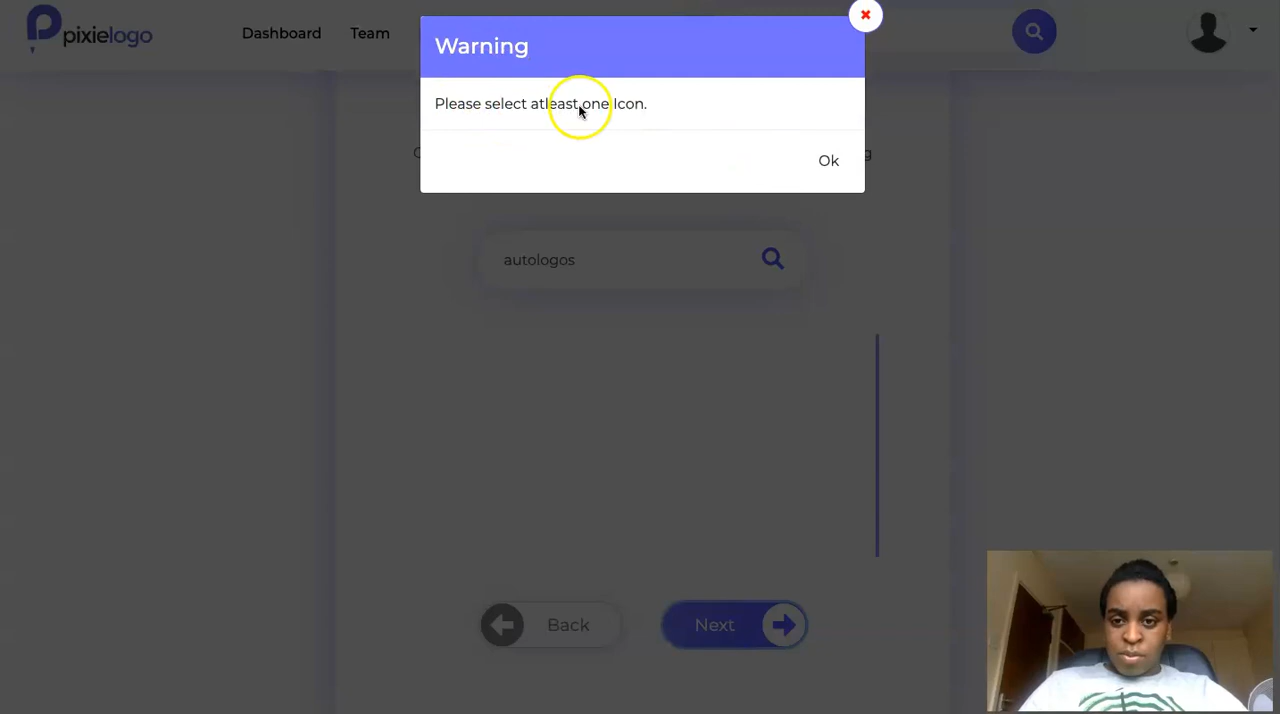 pixielogo
Dashboard
Team
Warning
Please select atleast one Icon.
Ok
autologos
Back
Next